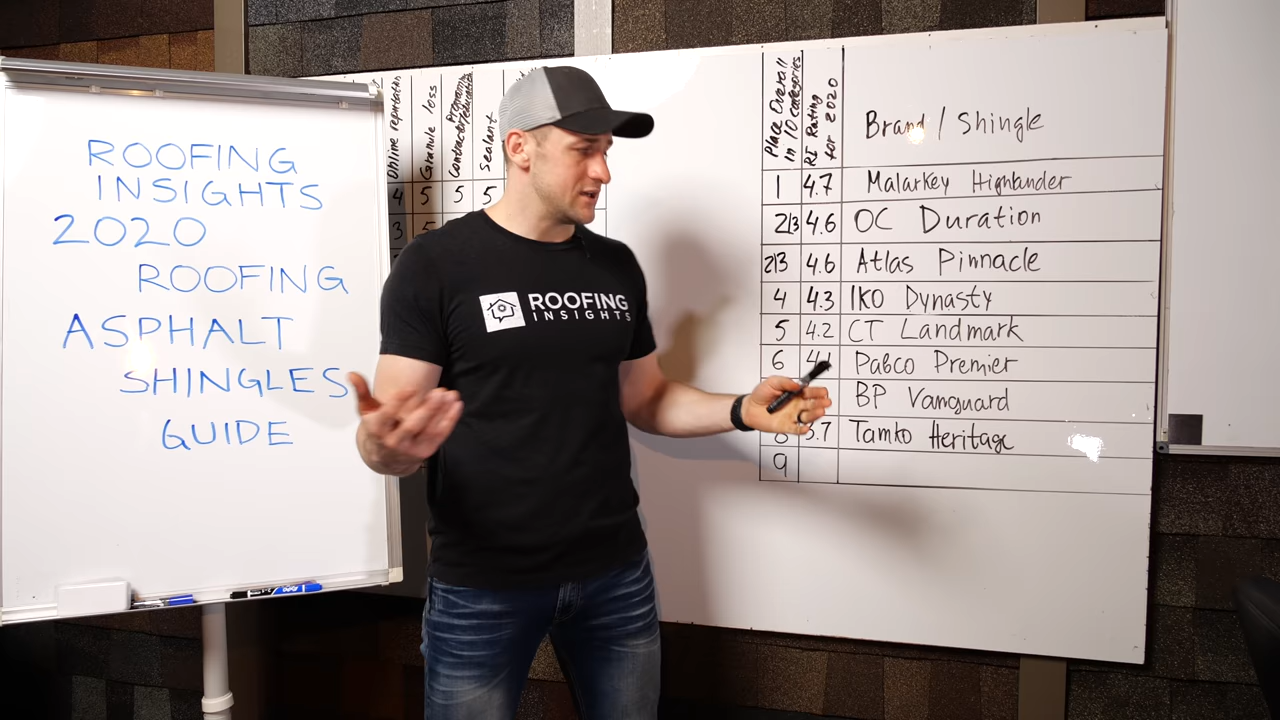 ROOFING
INSIGHTS
2020
ROOFING
ASPHALT
SHINGLES
GUIDE
Online reputation
Granule loss
Contractor/education
Sealant
4 5 5 5
3
ROOFING
INSIGHTS
Place Overall in 10 categories
RI Rating for 2020
Brand / Shingle
1 4.7 Malarkey Highlander
2/3 4.6 OC Duration
2/3 4.6 Atlas Pinnacle
4 4.3 IKO Dynasty
5 4.2 CT Landmark
6 Pabco Premier
BP Vanguard
8 3.7 Tamko Heritage
9